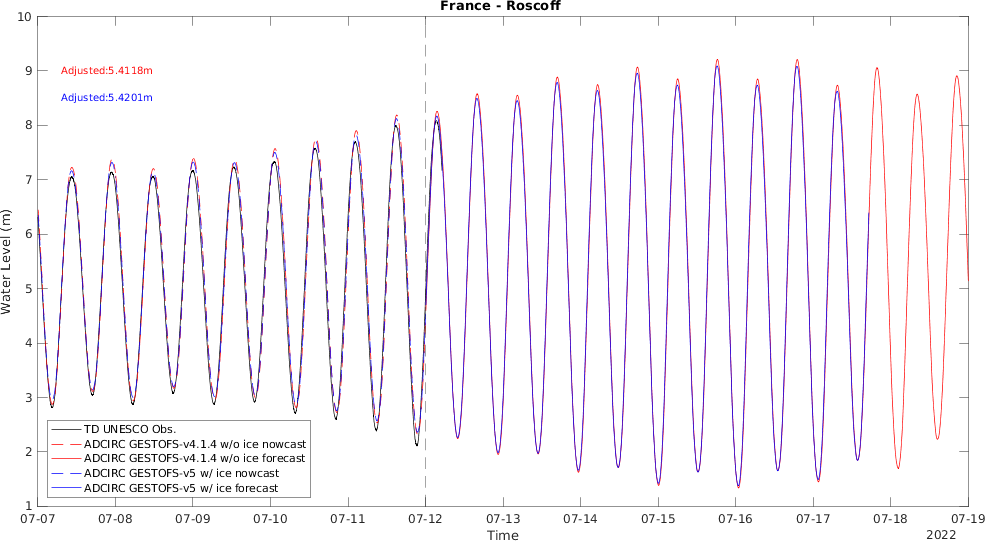 France - Roscoff
10
9
8
7
6
5
4
3
2
1
Water Level (m)
Adjusted:5.4118m
Adjusted:5.4201m
TD UNESCO Obs.
ADCIRC GESTOFS-v4.1.4 w/o ice nowcast
ADCIRC GESTOFS-v4.1.4 w/o ice forecast
ADCIRC GESTOFS-v5 w/ ice nowcast
ADCIRC GESTOFS-v5 w/ ice forecast
07-07 07-08 07-09 07-10 07-11 07-12 07-13 07-14 07-15 07-16 07-17 07-18 07-19
Time
2022